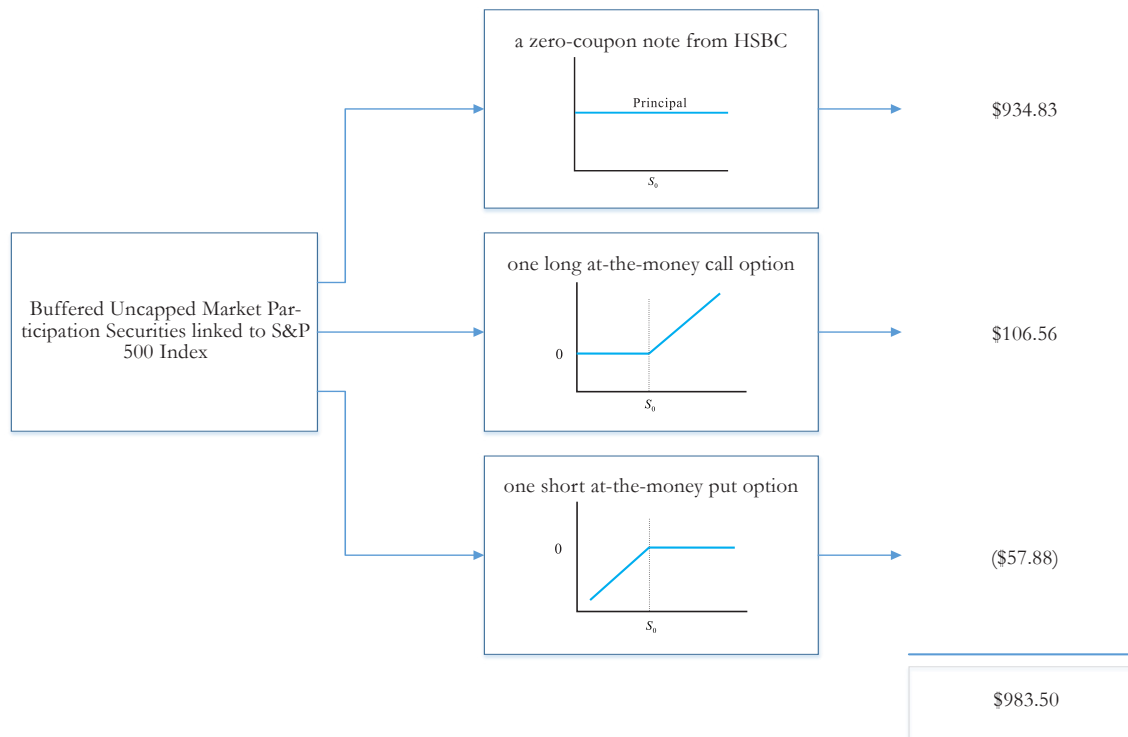 a zero-coupon note from HSBC
Principal
S₀
$934.83
Buffered Uncapped Market Par-
ticipation Securities linked to S&P
500 Index
one long at-the-money call option
0
S₀
$106.56
one short at-the-money put option
0
S₀
($57.88)
$983.50